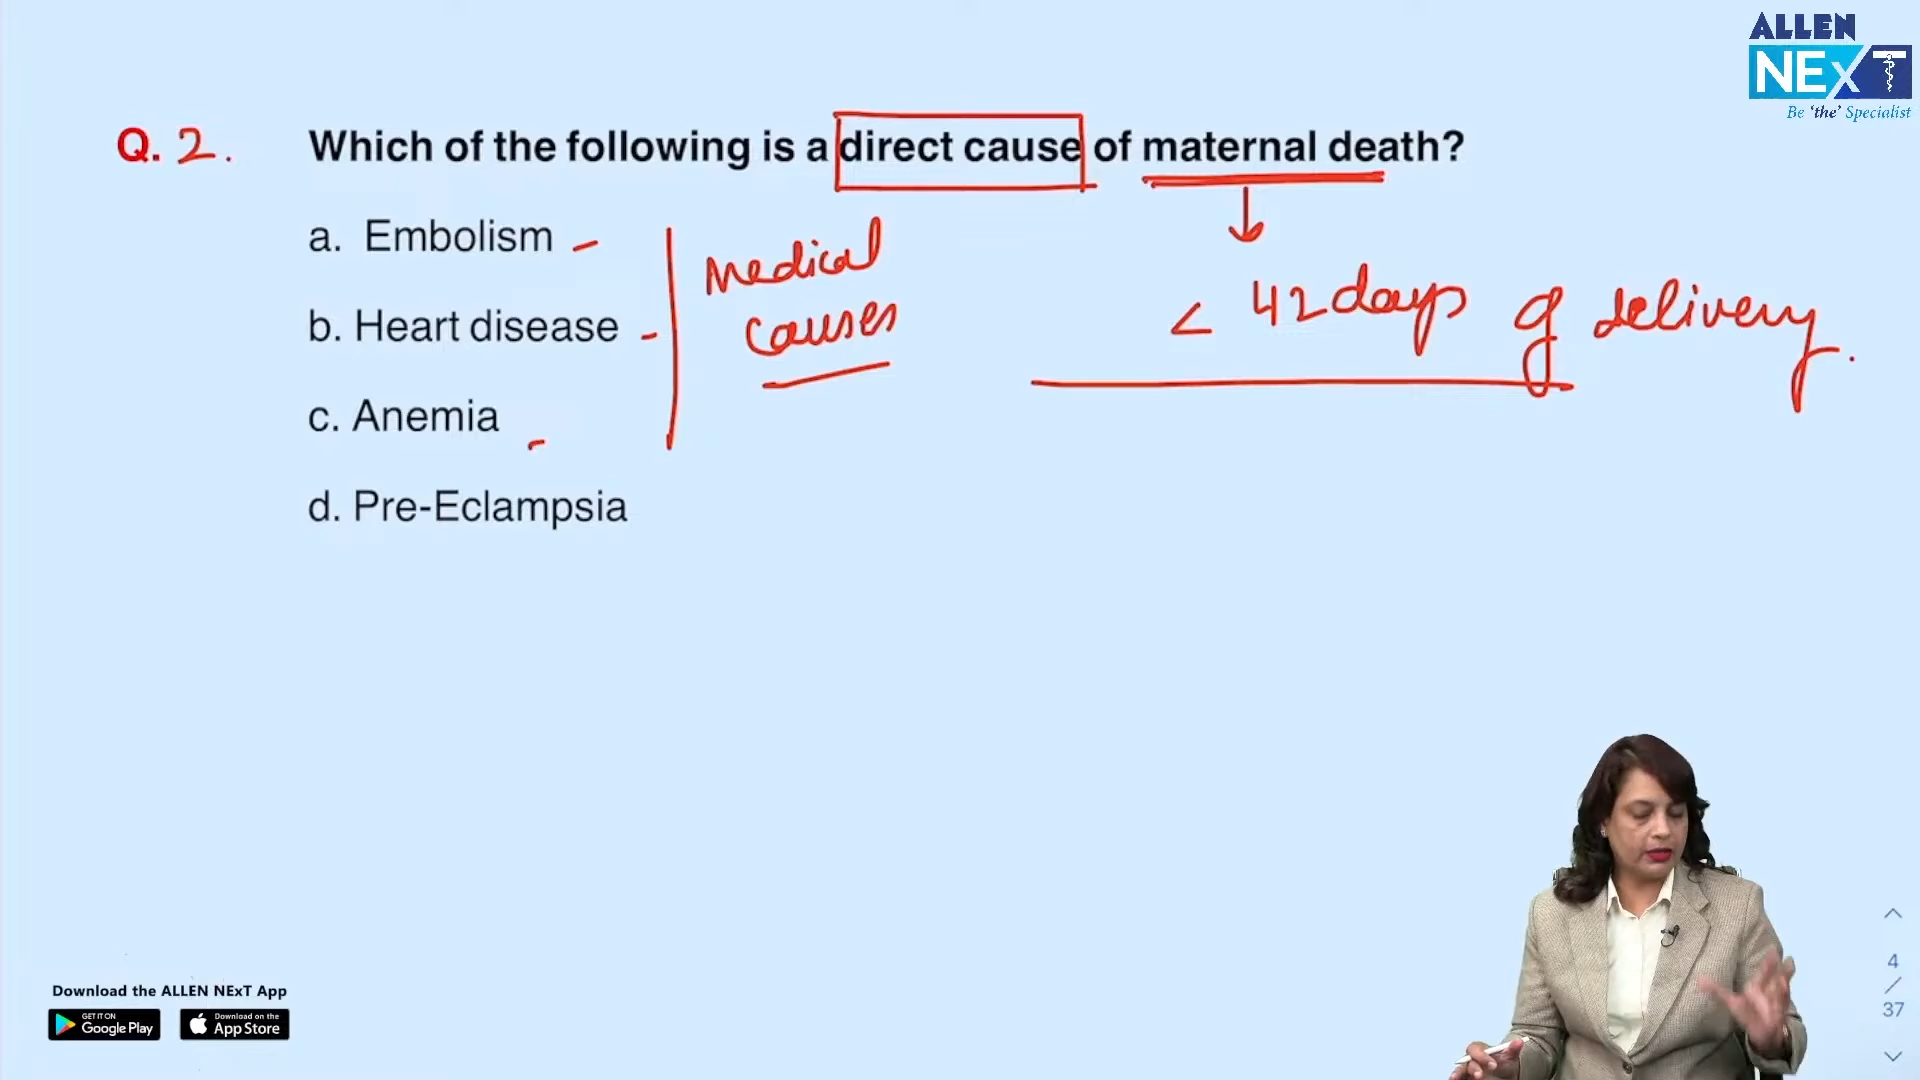 ALLEN
NExT
Be 'the' Specialist
Q. 2. Which of the following is a direct cause of maternal death?
a. Embolism
b. Heart disease
c. Anemia
d. Pre-Eclampsia
Medical
causes
< 42 days of delivery.
Download the ALLEN NExT App
GET IT ON
Google Play
Download on the
App Store
4
/
37